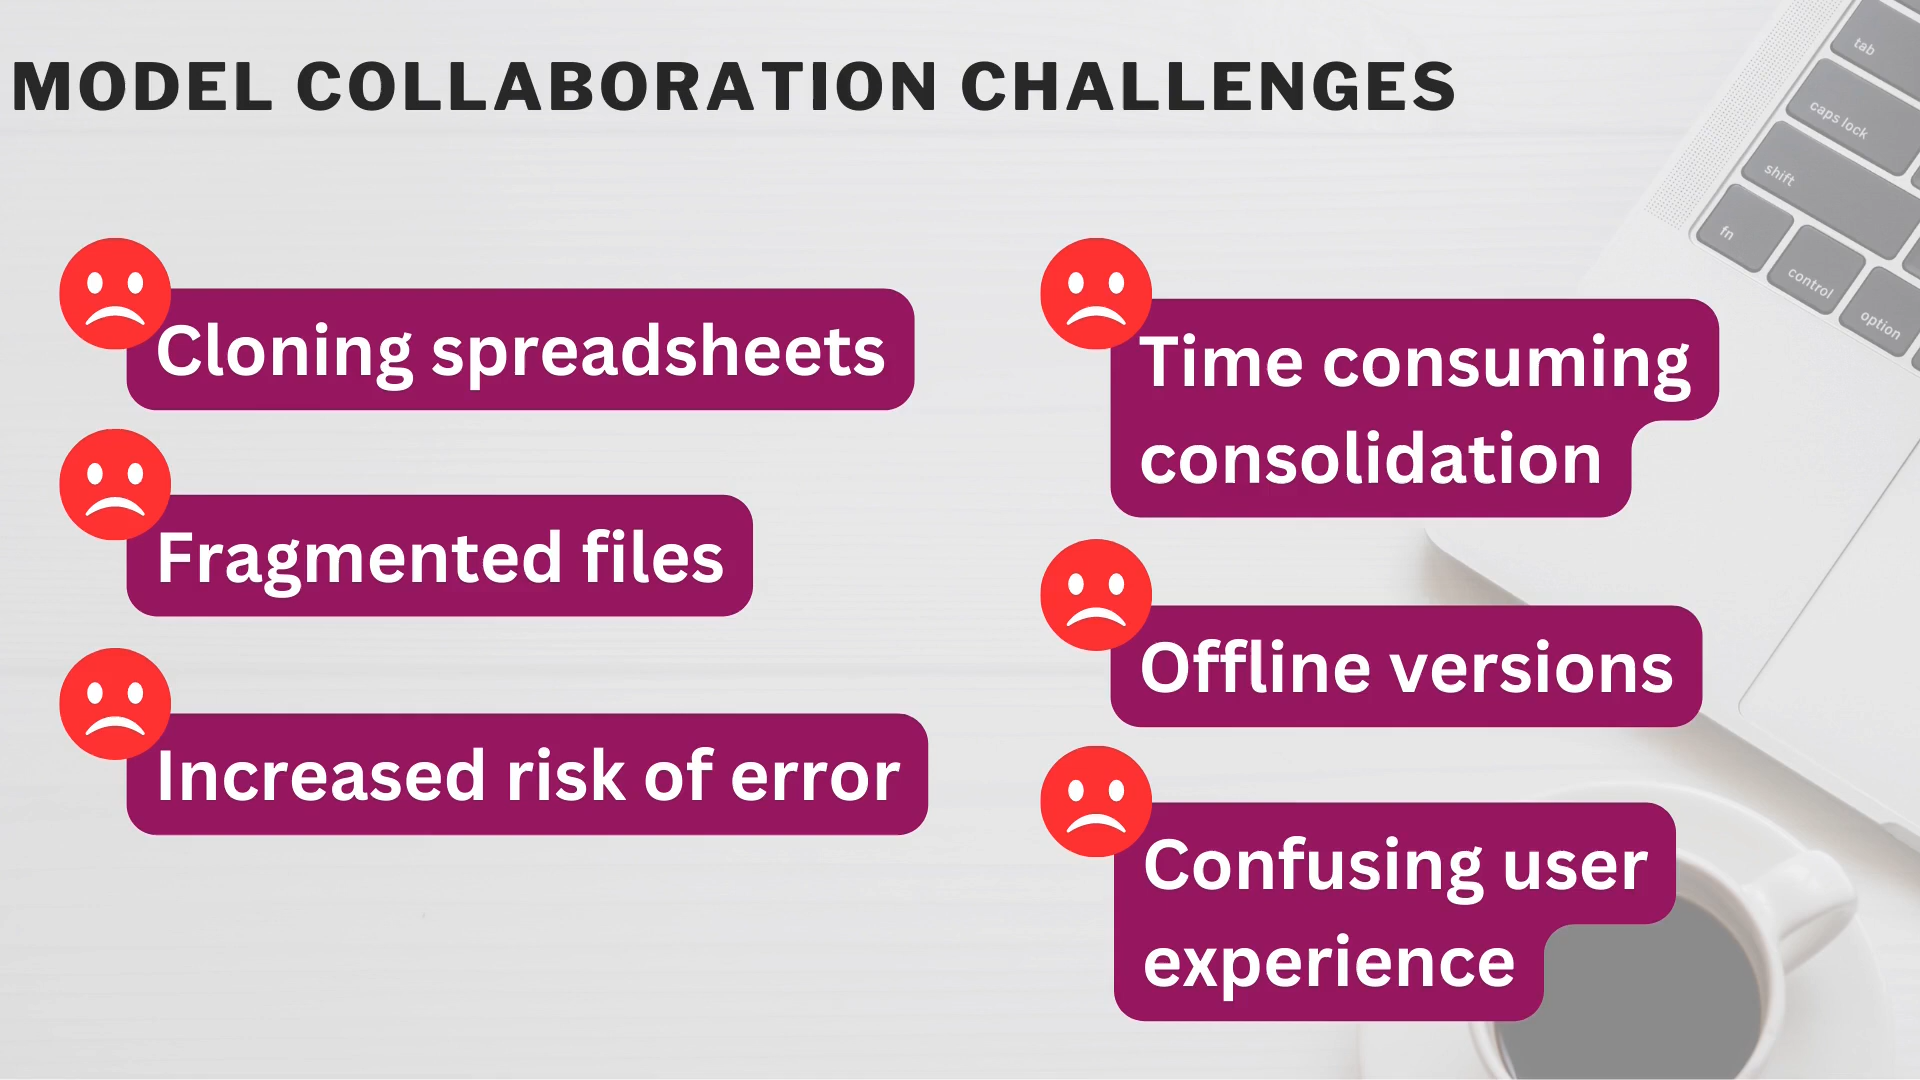 MODEL COLLABORATION CHALLENGES
Cloning spreadsheets
Fragmented files
Increased risk of error
Time consuming
consolidation
Offline versions
Confusing user
experience
tab
caps lock
shift
fn
control
option